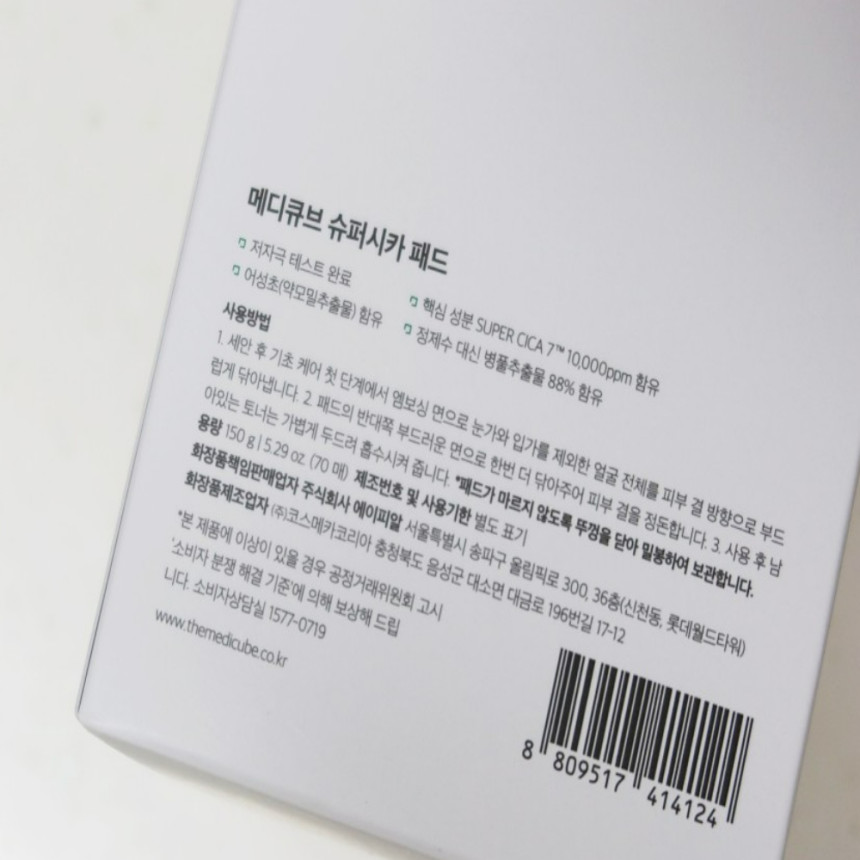 메디큐브 슈퍼시카 패드
저자극 테스트 완료
핵심 성분 SUPER CICA 7™ 10,000ppm 함유
어성초(약모밀추출물) 함유
정제수 대신 병풀추출물 88% 함유
사용방법
1. 세안 후 기초 케어 첫 단계에서 엠보싱 면으로 눈가와 입가를 제외한 얼굴 전체를 피부 결 방향으로 부드
럽게 닦아냅니다. 2. 패드의 반대쪽 부드러운 면으로 한번 더 닦아주어 피부 결을 정돈합니다. 3. 사용 후 남
아있는 토너는 가볍게 두드려 흡수시켜 줍니다. *패드가 마르지 않도록 뚜껑을 닫아 밀봉하여 보관합니다.
용량 150 g | 5.29 oz. (70 매) 제조번호 및 사용기한 별도 표기
화장품책임판매업자 주식회사 에이피알 서울특별시 송파구 올림픽로 300, 36층(신천동, 롯데월드타워)
화장품제조업자 (주)코스메카코리아 충청북도 음성군 대소면 대금로 196번길 17-12
*본 제품에 이상이 있을 경우 공정거래위원회 고시
'소비자 분쟁 해결 기준'에 의해 보상해 드립
니다. 소비자상담실 1577-0719
www.themedicube.co.kr
8 809517 414124